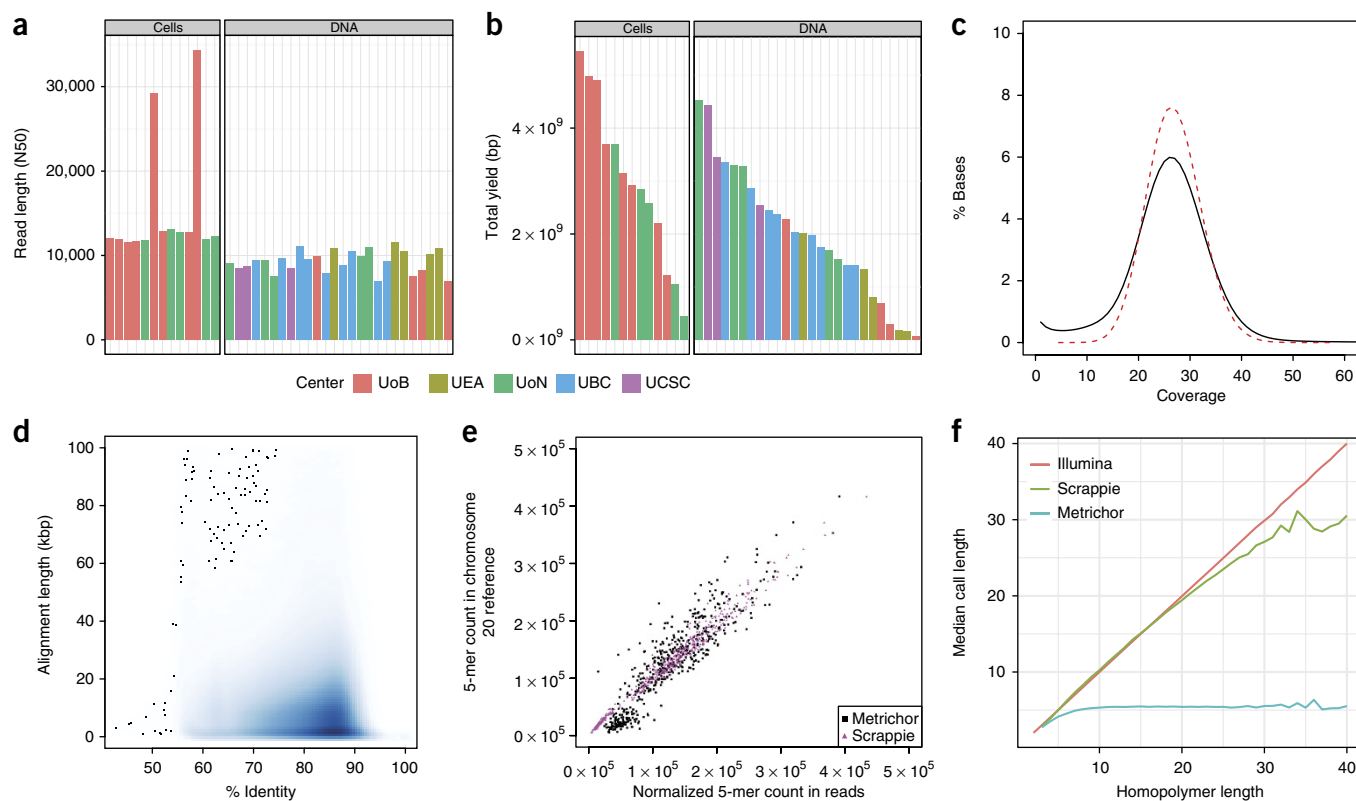 a
Cells
DNA
Read length (N50)
30,000
20,000
10,000
0
b
Cells
DNA
Total yield (bp)
4 × 10⁹
2 × 10⁹
0 × 10⁹
Center
UoB
UEA
UoN
UBC
UCSC
c
% Bases
10
8
6
4
2
0
0 10 20 30 40 50 60
Coverage
d
Alignment length (kbp)
100
80
60
40
20
0
50 60 70 80 90 100
% Identity
e
5-mer count in chromosome
20 reference
5 × 10⁵
4 × 10⁵
3 × 10⁵
2 × 10⁵
1 × 10⁵
0 × 10⁵
Metrichor
Scrappie
0 × 10⁵ 1 × 10⁵ 2 × 10⁵ 3 × 10⁵ 4 × 10⁵ 5 × 10⁵
Normalized 5-mer count in reads
f
Median call length
40
30
20
10
Illumina
Scrappie
Metrichor
10 20 30 40
Homopolymer length